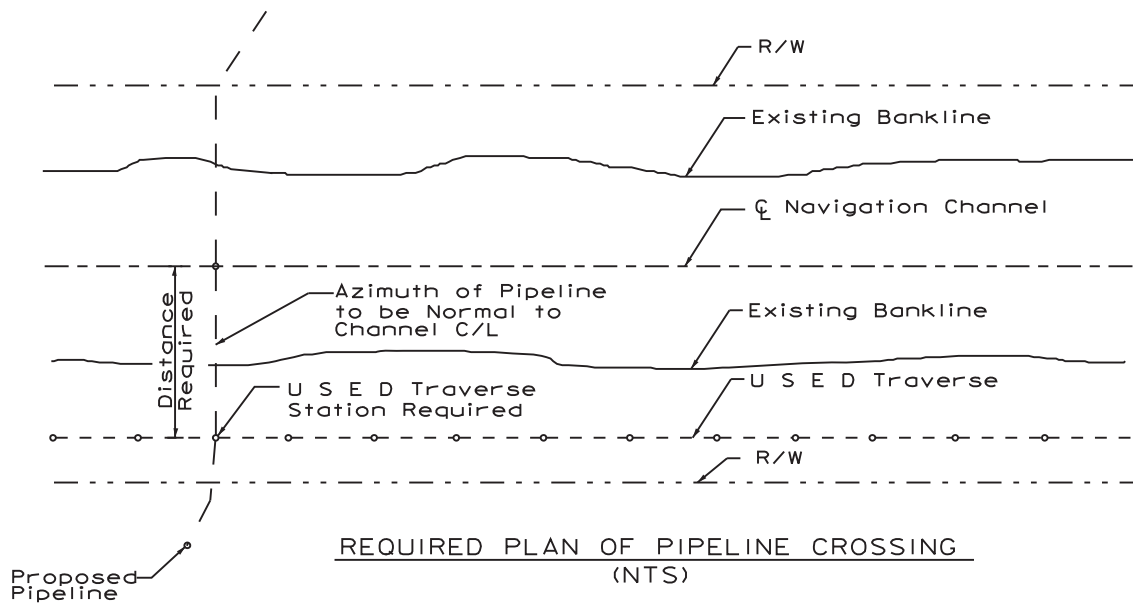 R/W
Existing Bankline
℄ Navigation Channel
Azimuth of Pipeline
to be Normal to
Channel C/L
Existing Bankline
Distance
Required
U S E D Traverse
Station Required
U S E D Traverse
R/W
REQUIRED PLAN OF PIPELINE CROSSING
(NTS)
Proposed
Pipeline